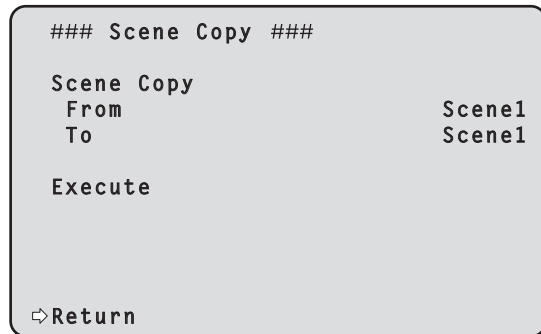 ### Scene Copy ###
Scene Copy
From Scene1
To Scene1
Execute
⇨Return